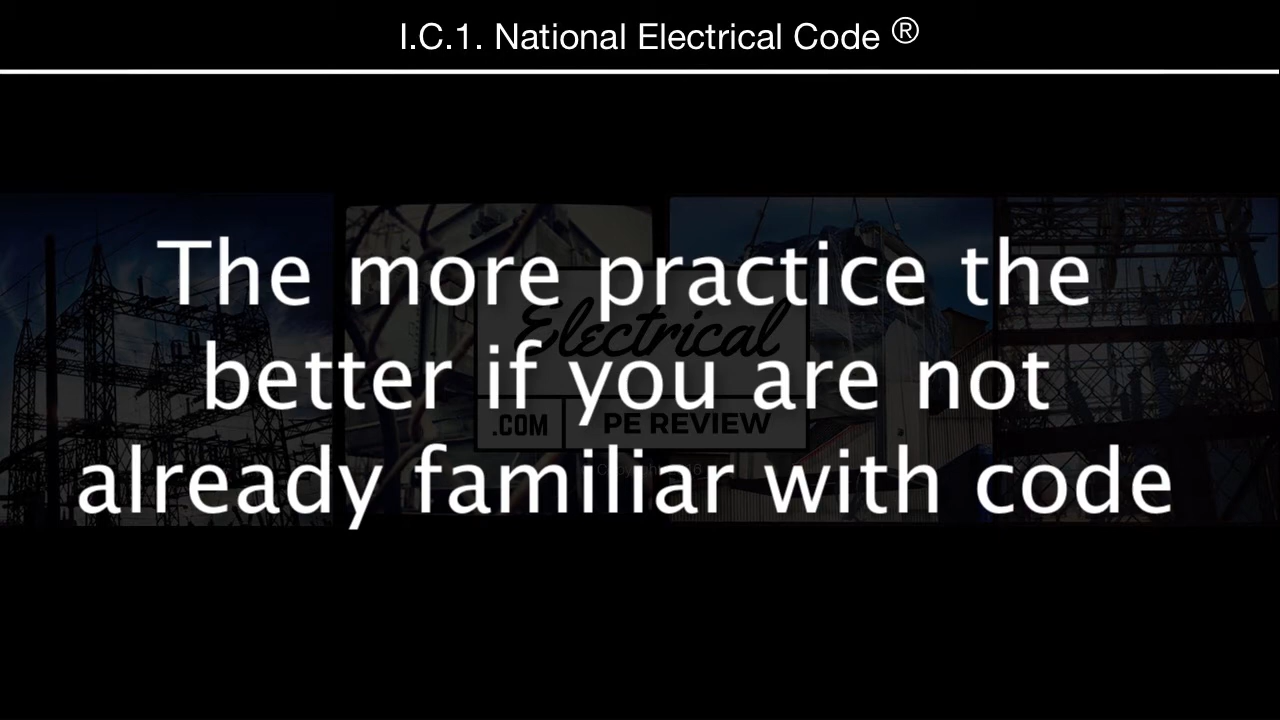 I.C.1. National Electrical Code ®
The more practice the
better if you are not
already familiar with code
Electrical
.COM PE REVIEW